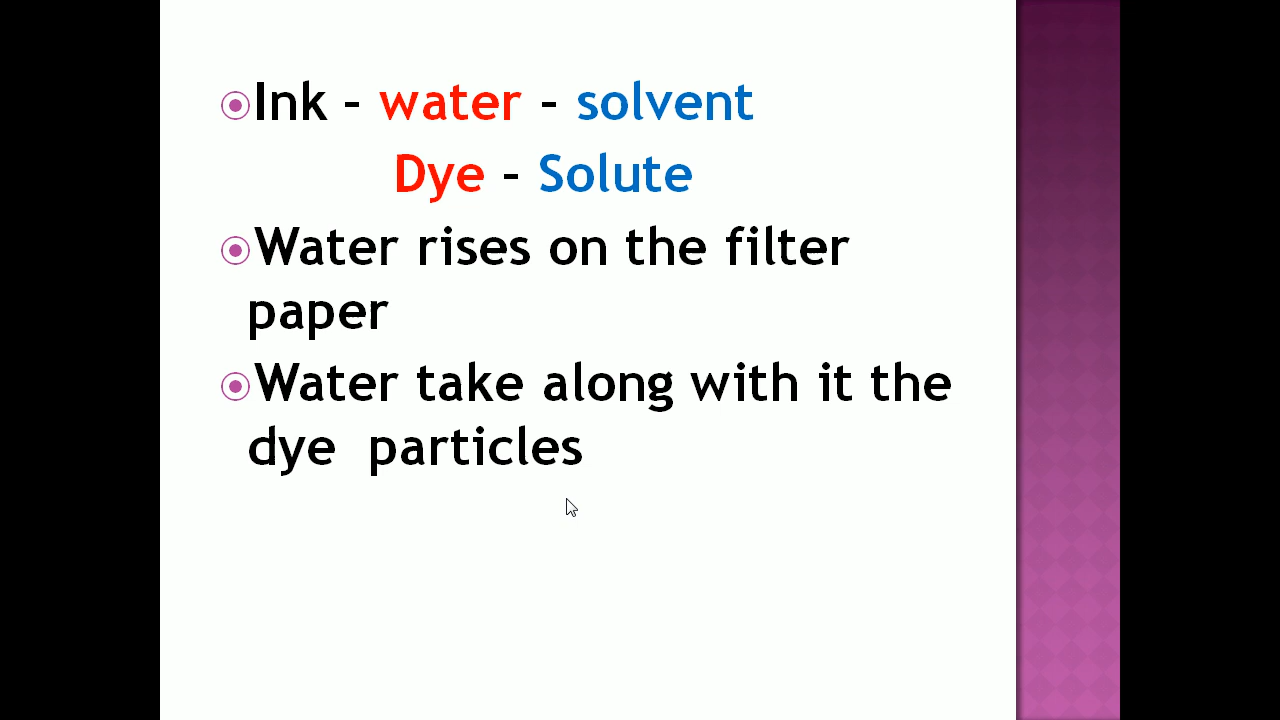 Ink – water – solvent
Dye – Solute
Water rises on the filter
paper
Water take along with it the
dye particles